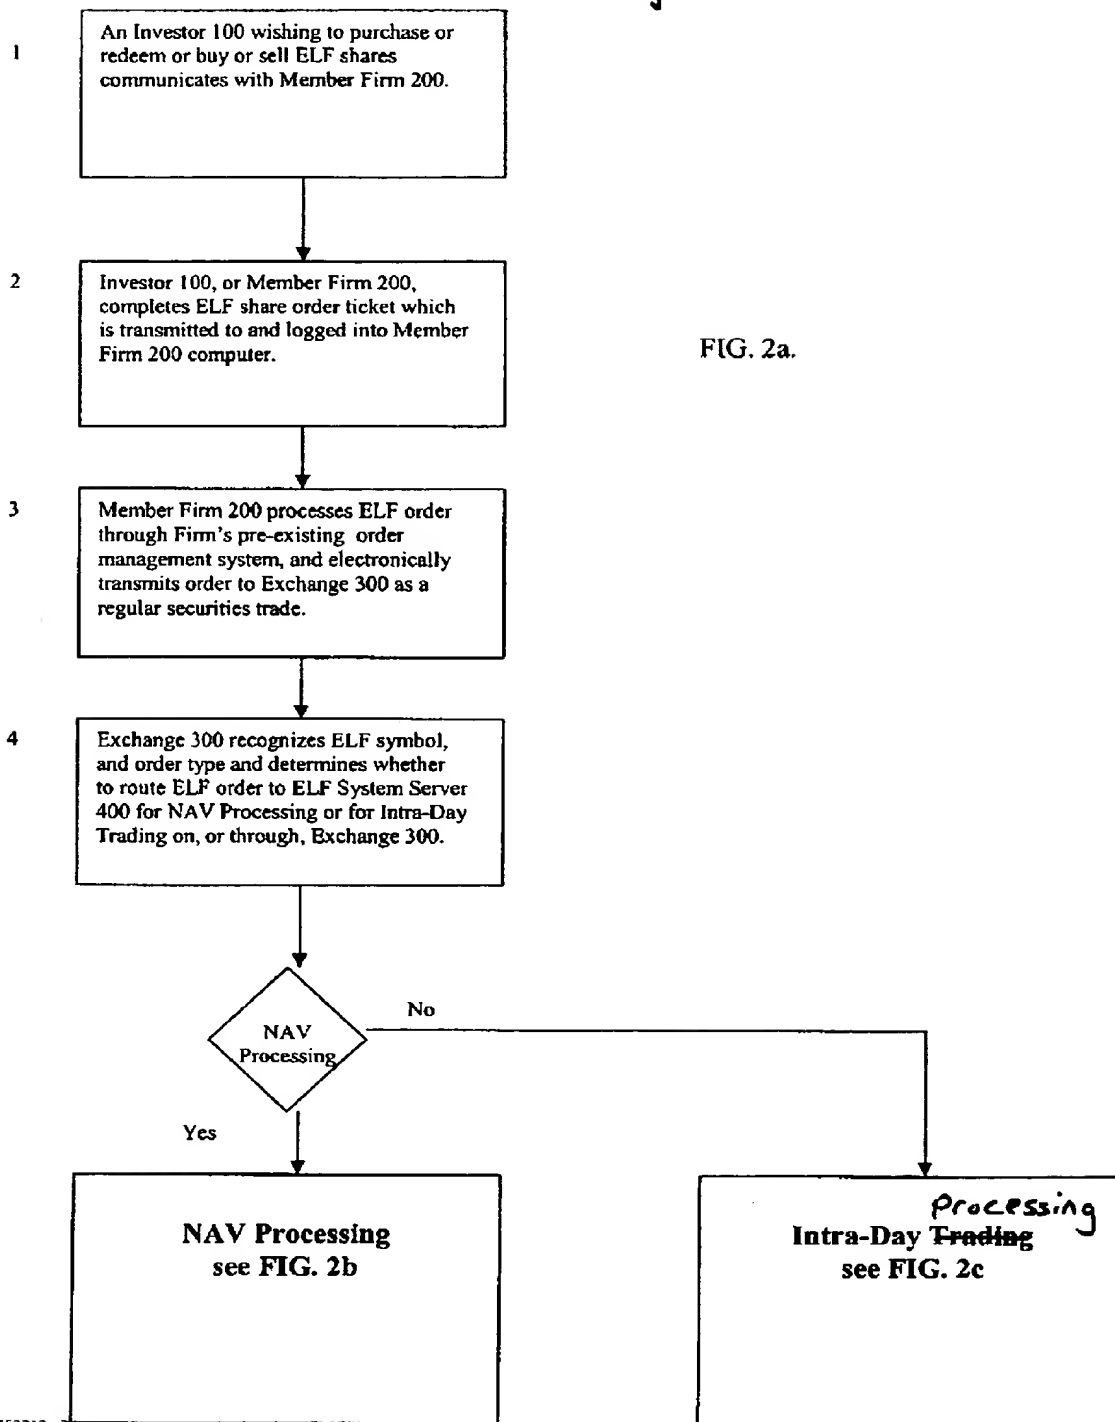 1
An Investor 100 wishing to purchase or
redeem or buy or sell ELF shares
communicates with Member Firm 200.
2
Investor 100, or Member Firm 200,
completes ELF share order ticket which
is transmitted to and logged into Member
Firm 200 computer.
FIG. 2a.
3
Member Firm 200 processes ELF order
through Firm's pre-existing order
management system, and electronically
transmits order to Exchange 300 as a
regular securities trade.
4
Exchange 300 recognizes ELF symbol,
and order type and determines whether
to route ELF order to ELF System Server
400 for NAV Processing or for Intra-Day
Trading on, or through, Exchange 300.
NAV
Processing
No
Yes
NAV Processing
see FIG. 2b
Processing
Intra-Day Trading
see FIG. 2c